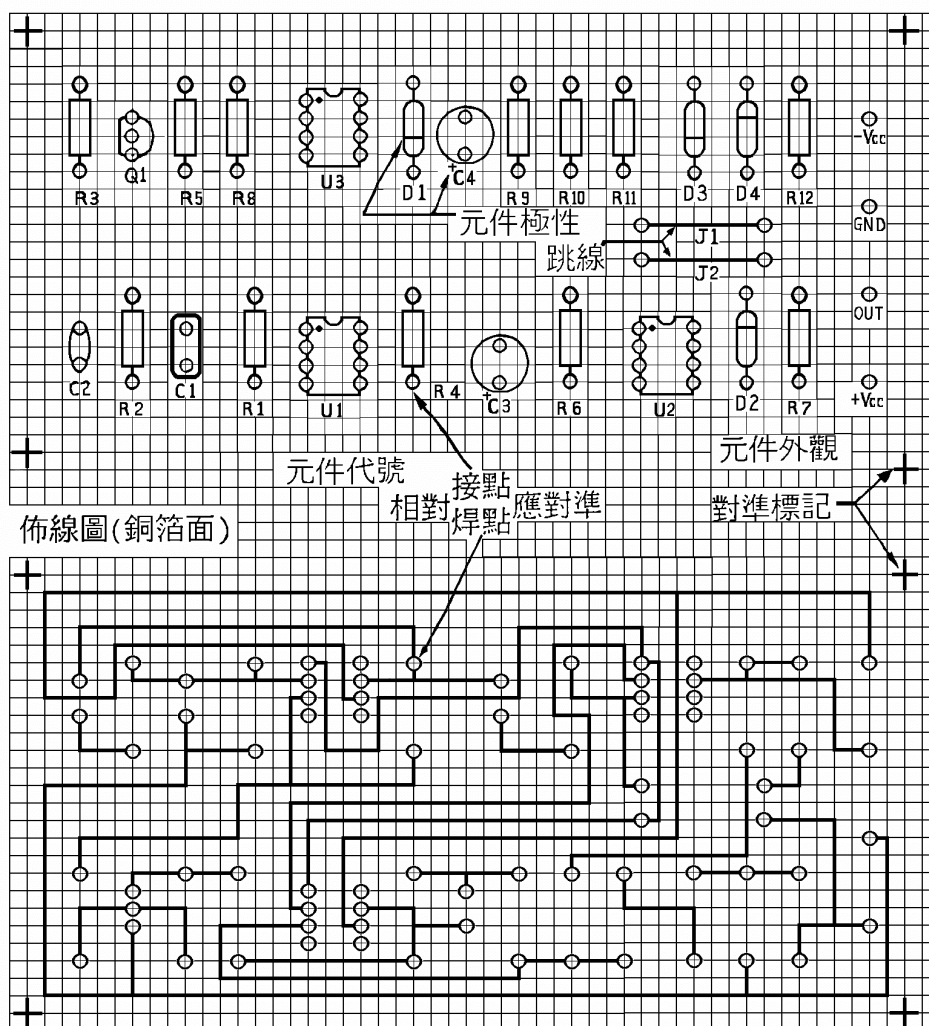 R3 Q1 R5 R8 U3 D1 +C4 R9 R10 R11 D3 D4 R12 -Vcc
元件極性
J1
GND
跳線
J2
OUT
C2 R2 C1 R1 U1 R4 +C3 R6 U2 D2 R7 +Vcc
元件代號
元件外觀
相對接點焊點應對準
對準標記
佈線圖(銅箔面)